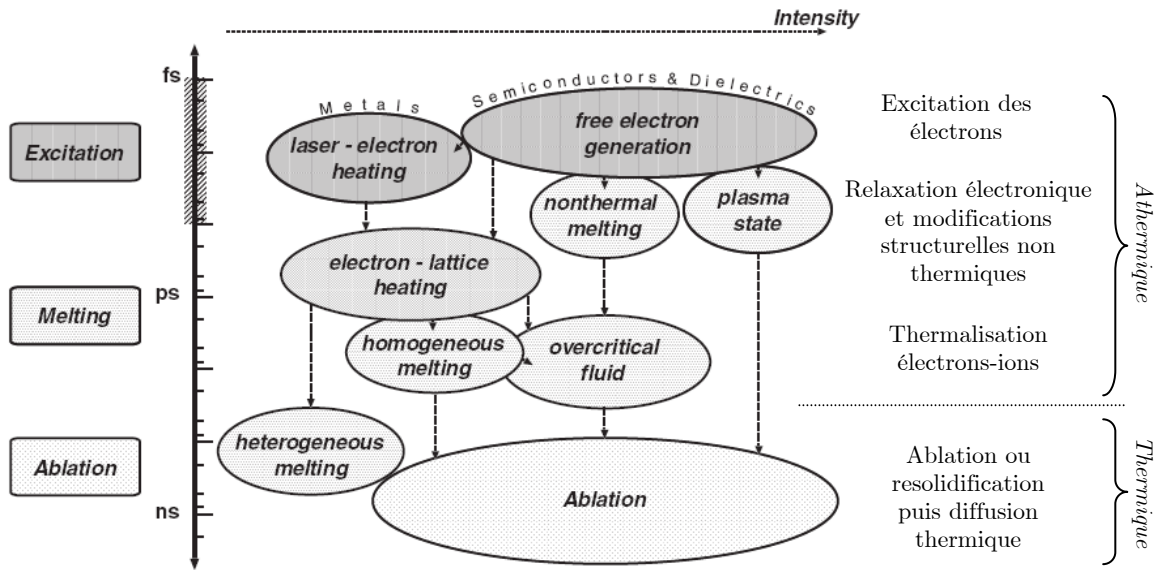 Intensity
fs
ps
ns
Excitation
Melting
Ablation
Metals
Semiconductors & Dielectrics
laser - electron
heating
free electron
generation
nonthermal
melting
plasma
state
electron - lattice
heating
homogeneous
melting
overcritical
fluid
heterogeneous
melting
Ablation
Excitation des
électrons
Relaxation électronique
et modifications
structurelles non
thermiques
Thermalisation
électrons-ions
Athermique
Ablation ou
resolidification
puis diffusion
thermique
Thermique